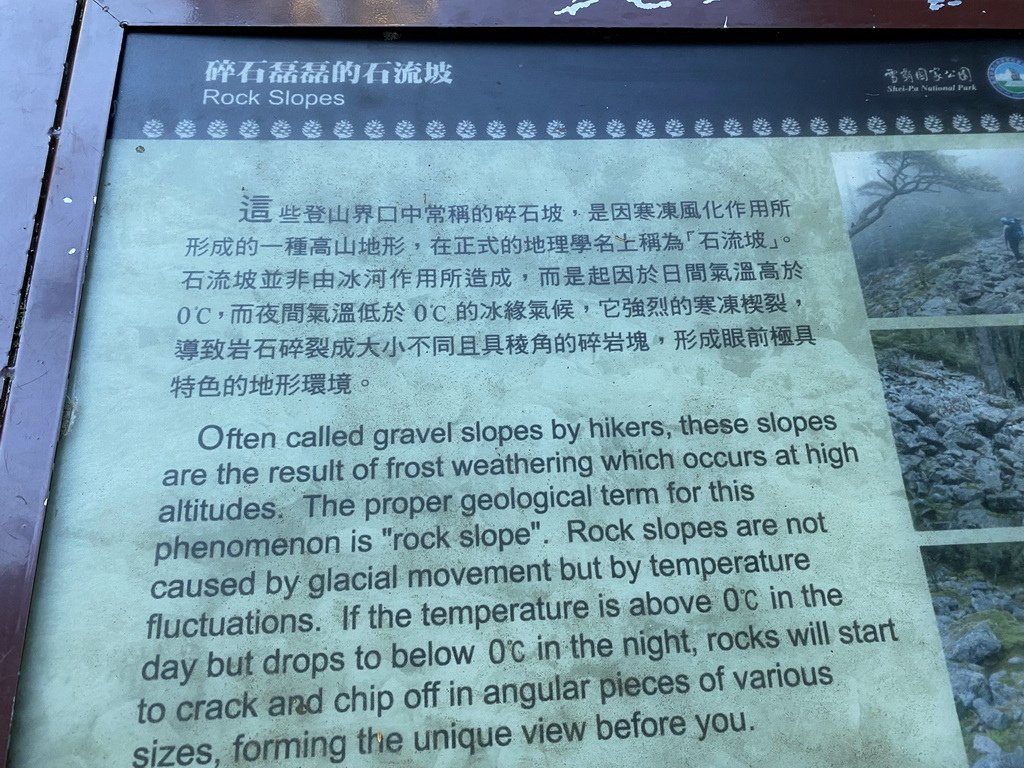 碎石磊磊的石流坡
Rock Slopes
雪霸国家公園
Shei-Pa National Park
這些登山界口中常稱的碎石坡，是因寒凍風化作用所
形成的一種高山地形，在正式的地理學名上稱為「石流坡」。
石流坡並非由冰河作用所造成，而是起因於日間氣溫高於
0℃，而夜間氣溫低於 0℃ 的冰緣氣候，它強烈的寒凍楔裂，
導致岩石碎裂成大小不同且具稜角的碎岩塊，形成眼前極具
特色的地形環境。
Often called gravel slopes by hikers, these slopes
are the result of frost weathering which occurs at high
altitudes. The proper geological term for this
phenomenon is "rock slope". Rock slopes are not
caused by glacial movement but by temperature
fluctuations. If the temperature is above 0℃ in the
day but drops to below 0℃ in the night, rocks will start
to crack and chip off in angular pieces of various
sizes, forming the unique view before you.